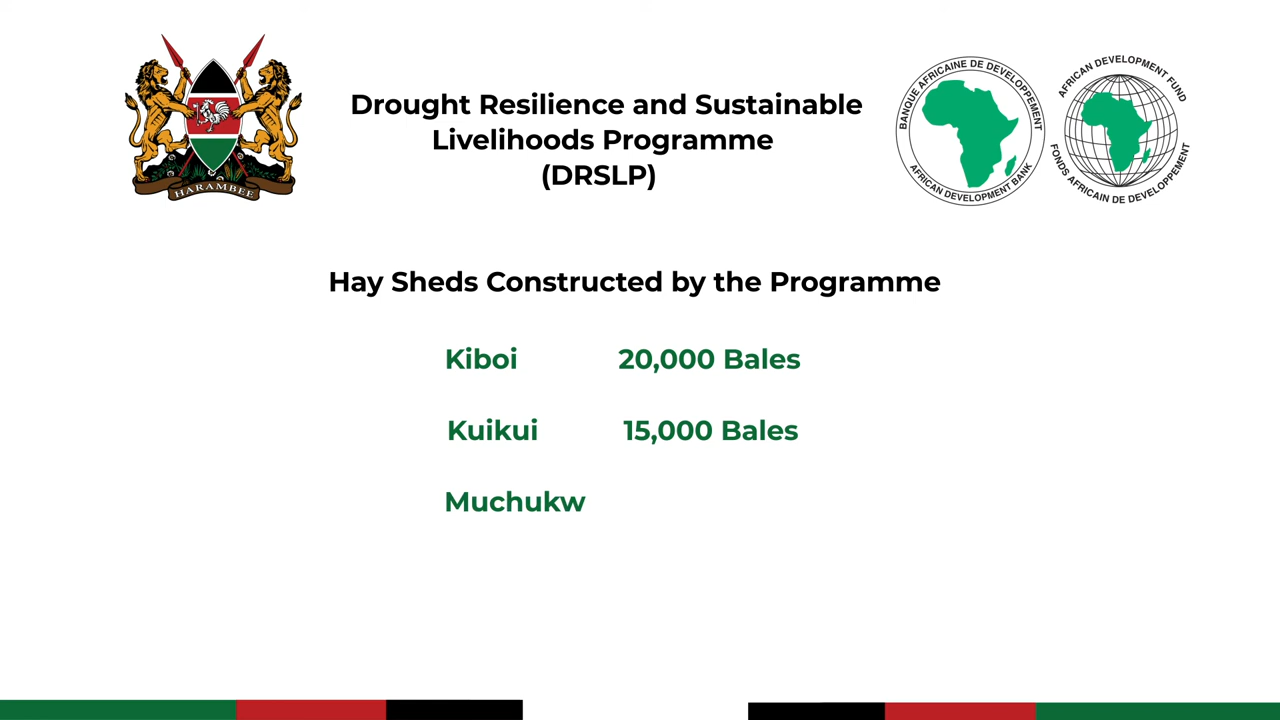 HARAMBEE
Drought Resilience and Sustainable
Livelihoods Programme
(DRSLP)
BANQUE AFRICAINE DE DEVELOPPEMENT
AFRICAN DEVELOPMENT BANK
AFRICAN DEVELOPMENT FUND
FONDS AFRICAIN DE DEVELOPPEMENT
Hay Sheds Constructed by the Programme
Kiboi 20,000 Bales
Kuikui 15,000 Bales
Muchukw